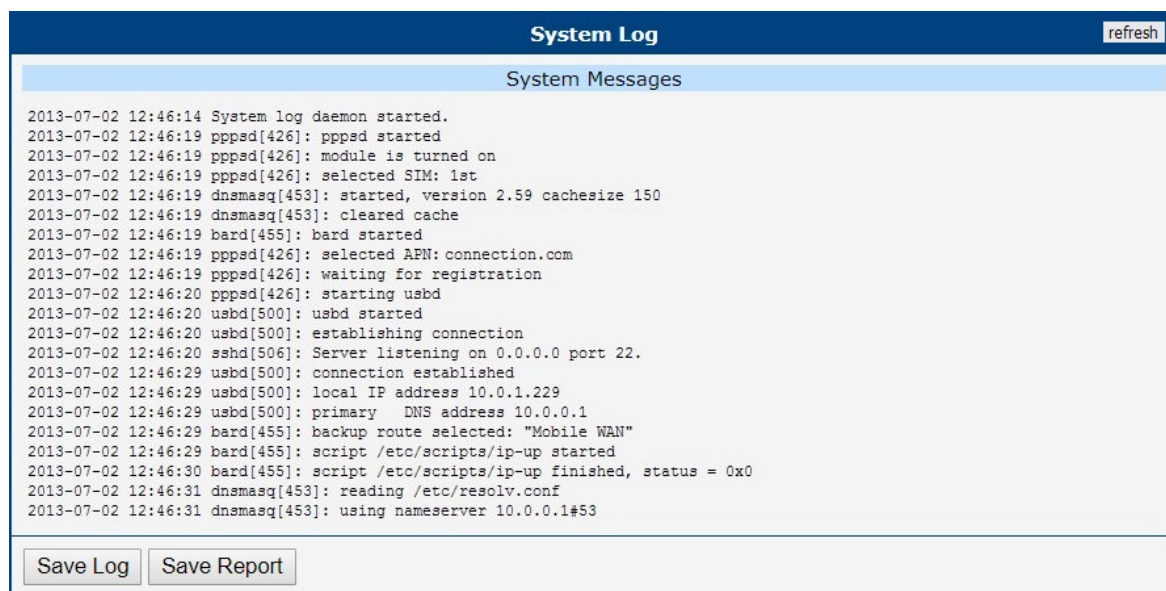 System Log
refresh
System Messages
2013-07-02 12:46:14 System log daemon started.
2013-07-02 12:46:19 pppsd[426]: pppsd started
2013-07-02 12:46:19 pppsd[426]: module is turned on
2013-07-02 12:46:19 pppsd[426]: selected SIM: 1st
2013-07-02 12:46:19 dnsmasq[453]: started, version 2.59 cachesize 150
2013-07-02 12:46:19 dnsmasq[453]: cleared cache
2013-07-02 12:46:19 bard[455]: bard started
2013-07-02 12:46:19 pppsd[426]: selected APN: connection.com
2013-07-02 12:46:19 pppsd[426]: waiting for registration
2013-07-02 12:46:20 pppsd[426]: starting usbd
2013-07-02 12:46:20 usbd[500]: usbd started
2013-07-02 12:46:20 usbd[500]: establishing connection
2013-07-02 12:46:20 sshd[506]: Server listening on 0.0.0.0 port 22.
2013-07-02 12:46:29 usbd[500]: connection established
2013-07-02 12:46:29 usbd[500]: local IP address 10.0.1.229
2013-07-02 12:46:29 usbd[500]: primary   DNS address 10.0.0.1
2013-07-02 12:46:29 bard[455]: backup route selected: "Mobile WAN"
2013-07-02 12:46:29 bard[455]: script /etc/scripts/ip-up started
2013-07-02 12:46:30 bard[455]: script /etc/scripts/ip-up finished, status = 0x0
2013-07-02 12:46:31 dnsmasq[453]: reading /etc/resolv.conf
2013-07-02 12:46:31 dnsmasq[453]: using nameserver 10.0.0.1#53
Save Log
Save Report